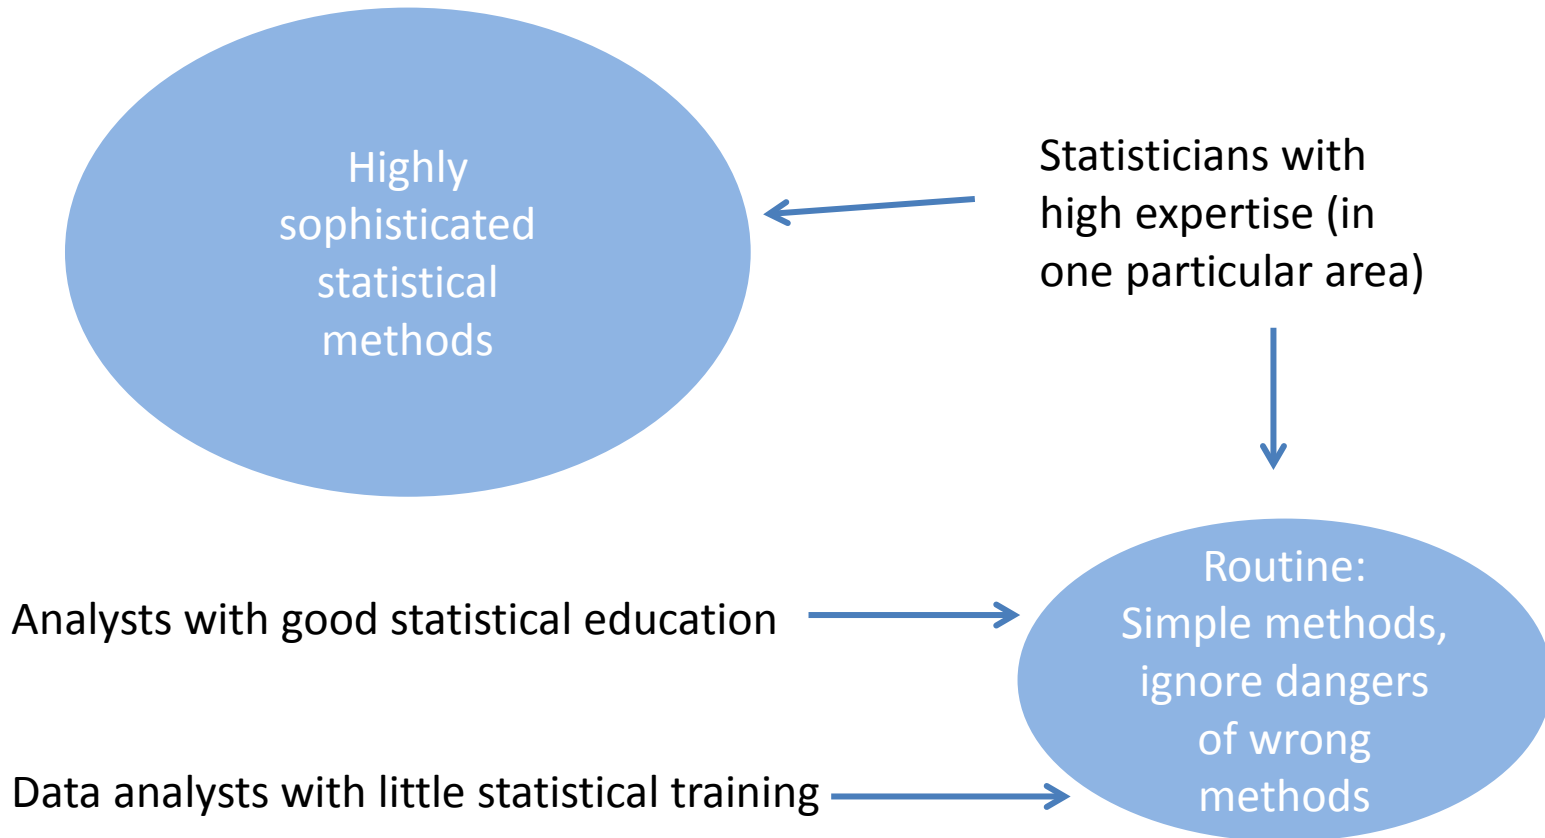 Highly
sophisticated
statistical
methods
Statisticians with
high expertise (in
one particular area)
Analysts with good statistical education
Routine:
Simple methods,
ignore dangers
of wrong
methods
Data analysts with little statistical training